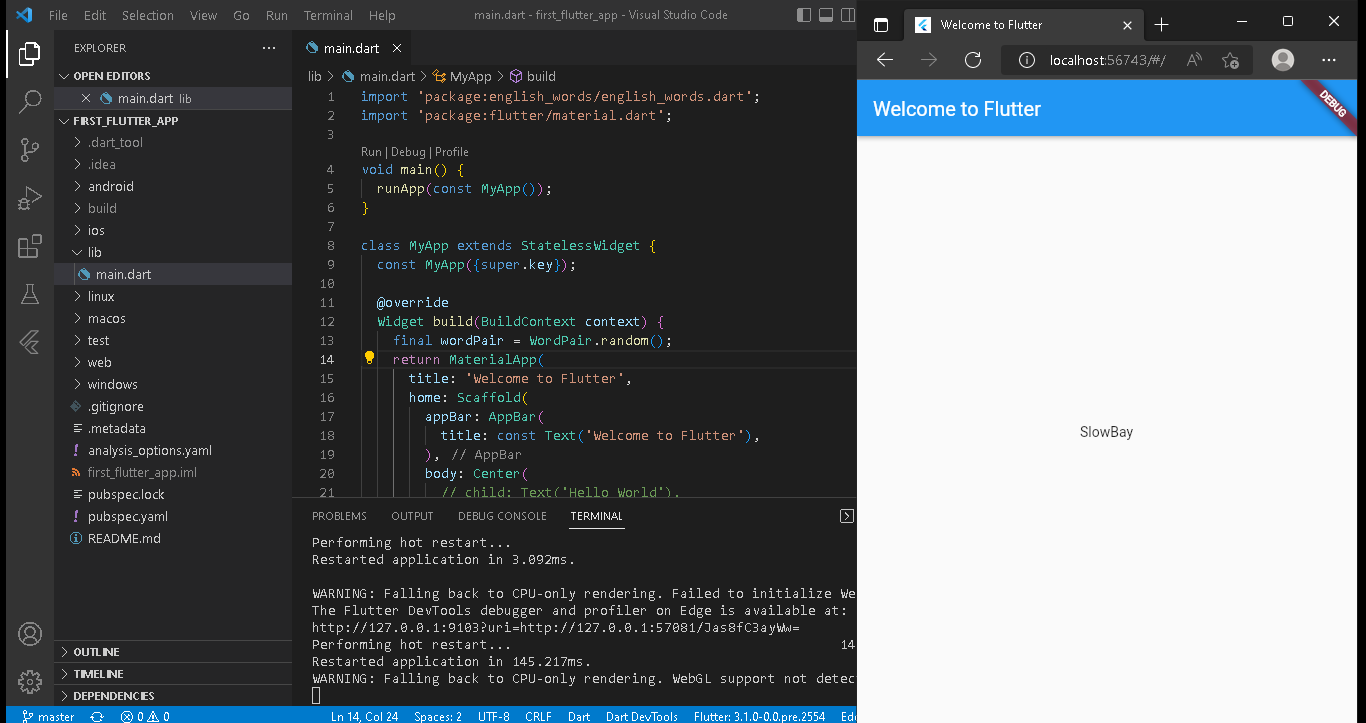 File Edit Selection View Go Run Terminal Help
main.dart - first_flutter_app - Visual Studio Code
EXPLORER
OPEN EDITORS
main.dart lib
FIRST_FLUTTER_APP
.dart_tool
.idea
android
build
ios
lib
main.dart
linux
macos
test
web
windows
.gitignore
.metadata
analysis_options.yaml
first_flutter_app.iml
pubspec.lock
pubspec.yaml
README.md
OUTLINE
TIMELINE
DEPENDENCIES
main.dart
lib > main.dart > MyApp > build
1 import 'package:english_words/english_words.dart';
2 import 'package:flutter/material.dart';
3
Run | Debug | Profile
4 void main() {
5 runApp(const MyApp());
6 }
7
8 class MyApp extends StatelessWidget {
9 const MyApp({super.key});
10
11 @override
12 Widget build(BuildContext context) {
13 final wordPair = WordPair.random();
14 return MaterialApp(
15 title: 'Welcome to Flutter',
16 home: Scaffold(
17 appBar: AppBar(
18 title: const Text('Welcome to Flutter'),
19 ), // AppBar
20 body: Center(
21 // child: Text('Hello World'),
PROBLEMS OUTPUT DEBUG CONSOLE TERMINAL
Performing hot restart...
Restarted application in 3.092ms.
WARNING: Falling back to CPU-only rendering. Failed to initialize We
The Flutter DevTools debugger and profiler on Edge is available at:
http://127.0.0.1:9103?uri=http://127.0.0.1:57081/Jas8fC3ayWw=
Performing hot restart... 14
Restarted application in 145.217ms.
WARNING: Falling back to CPU-only rendering. WebGL support not detec
master 0 0 Ln 14, Col 24 Spaces: 2 UTF-8 CRLF Dart Dart DevTools Flutter: 3.1.0-0.0.pre.2554 Ed
Welcome to Flutter
localhost:56743/#/
Welcome to Flutter
DEBUG
SlowBay